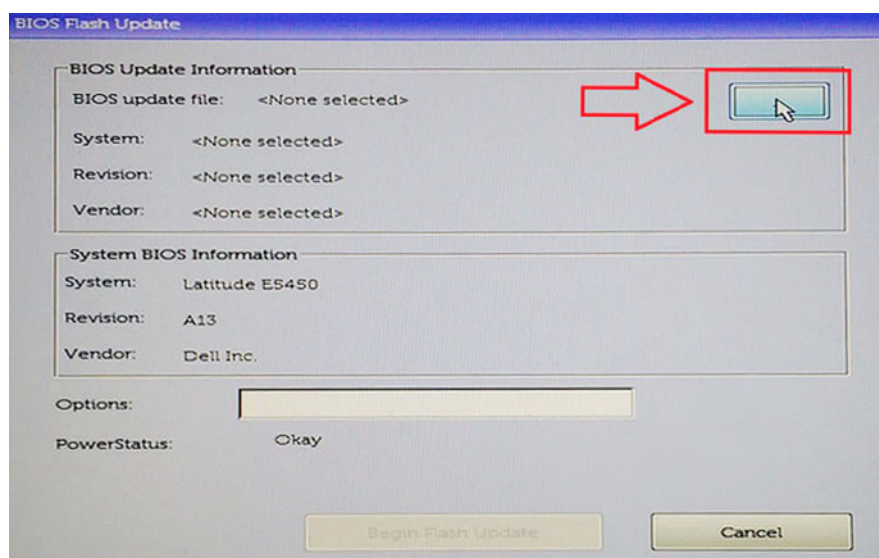 BIOS Flash Update
BIOS Update Information
BIOS update file: <None selected>
System: <None selected>
Revision: <None selected>
Vendor: <None selected>
System BIOS Information
System: Latitude E5450
Revision: A13
Vendor: Dell Inc.
Options:
PowerStatus: Okay
Begin Flash Update
Cancel